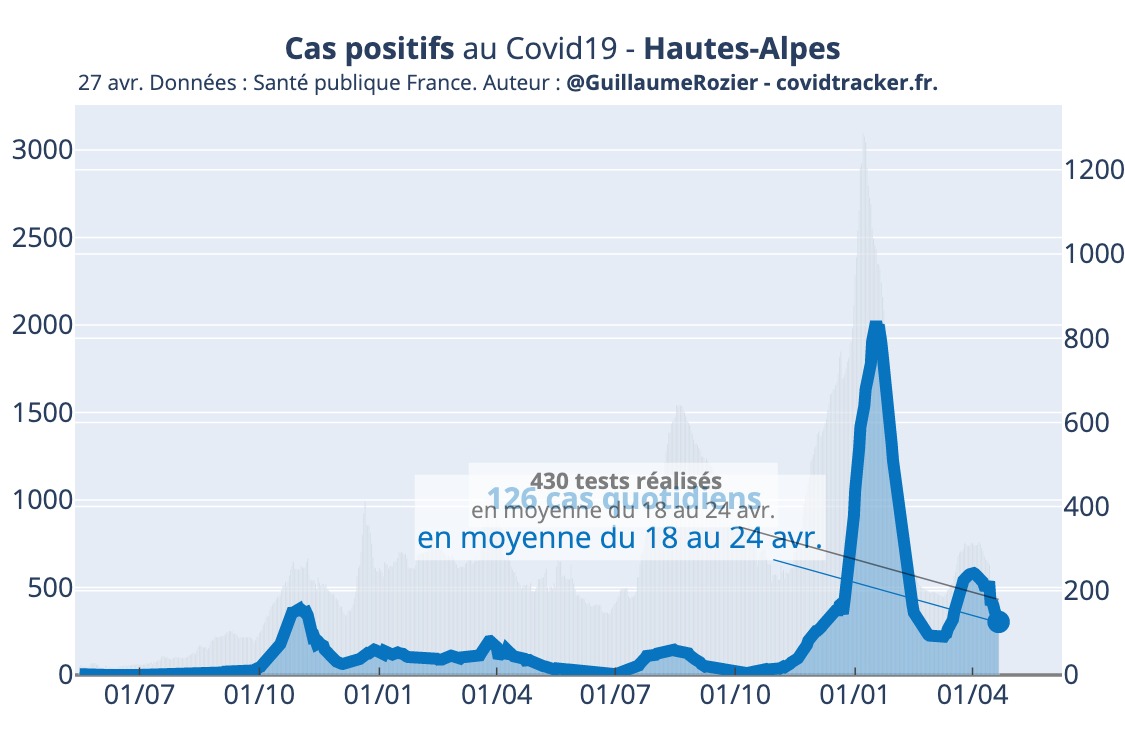 Cas positifs au Covid19 - Hautes-Alpes
27 avr. Données : Santé publique France. Auteur : @GuillaumeRozier - covidtracker.fr.
3000
2500
2000
1500
1000
500
0
1200
1000
800
600
400
200
0
430 tests réalisés
126 cas quotidiens
en moyenne du 18 au 24 avr.
en moyenne du 18 au 24 avr.
01/07 01/10 01/01 01/04 01/07 01/10 01/01 01/04